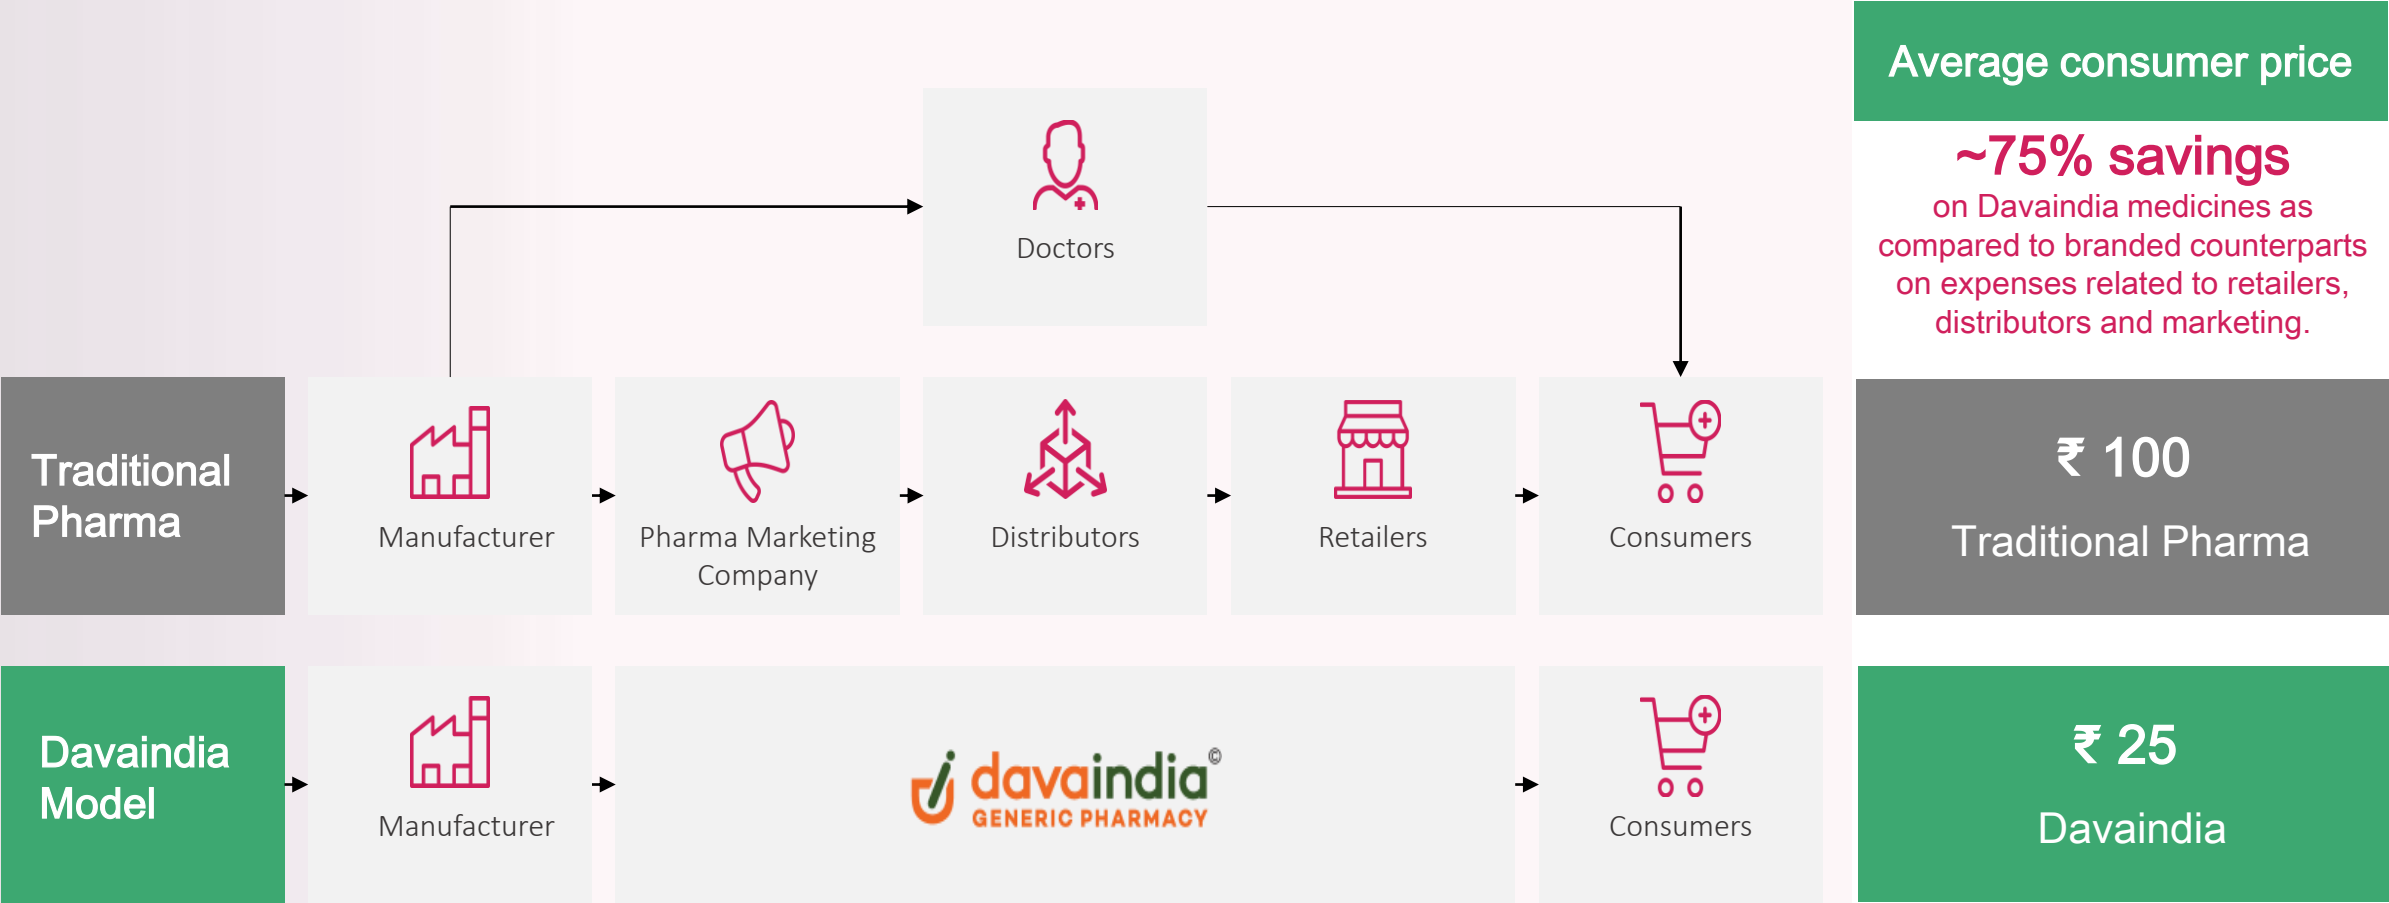 Average consumer price
~75% savings
on Davaindia medicines as
compared to branded counterparts
on expenses related to retailers,
distributors and marketing.
Doctors
Traditional
Pharma
Manufacturer
Pharma Marketing
Company
Distributors
Retailers
Consumers
₹ 100
Traditional Pharma
Davaindia
Model
Manufacturer
davaindia©
GENERIC PHARMACY
Consumers
₹ 25
Davaindia